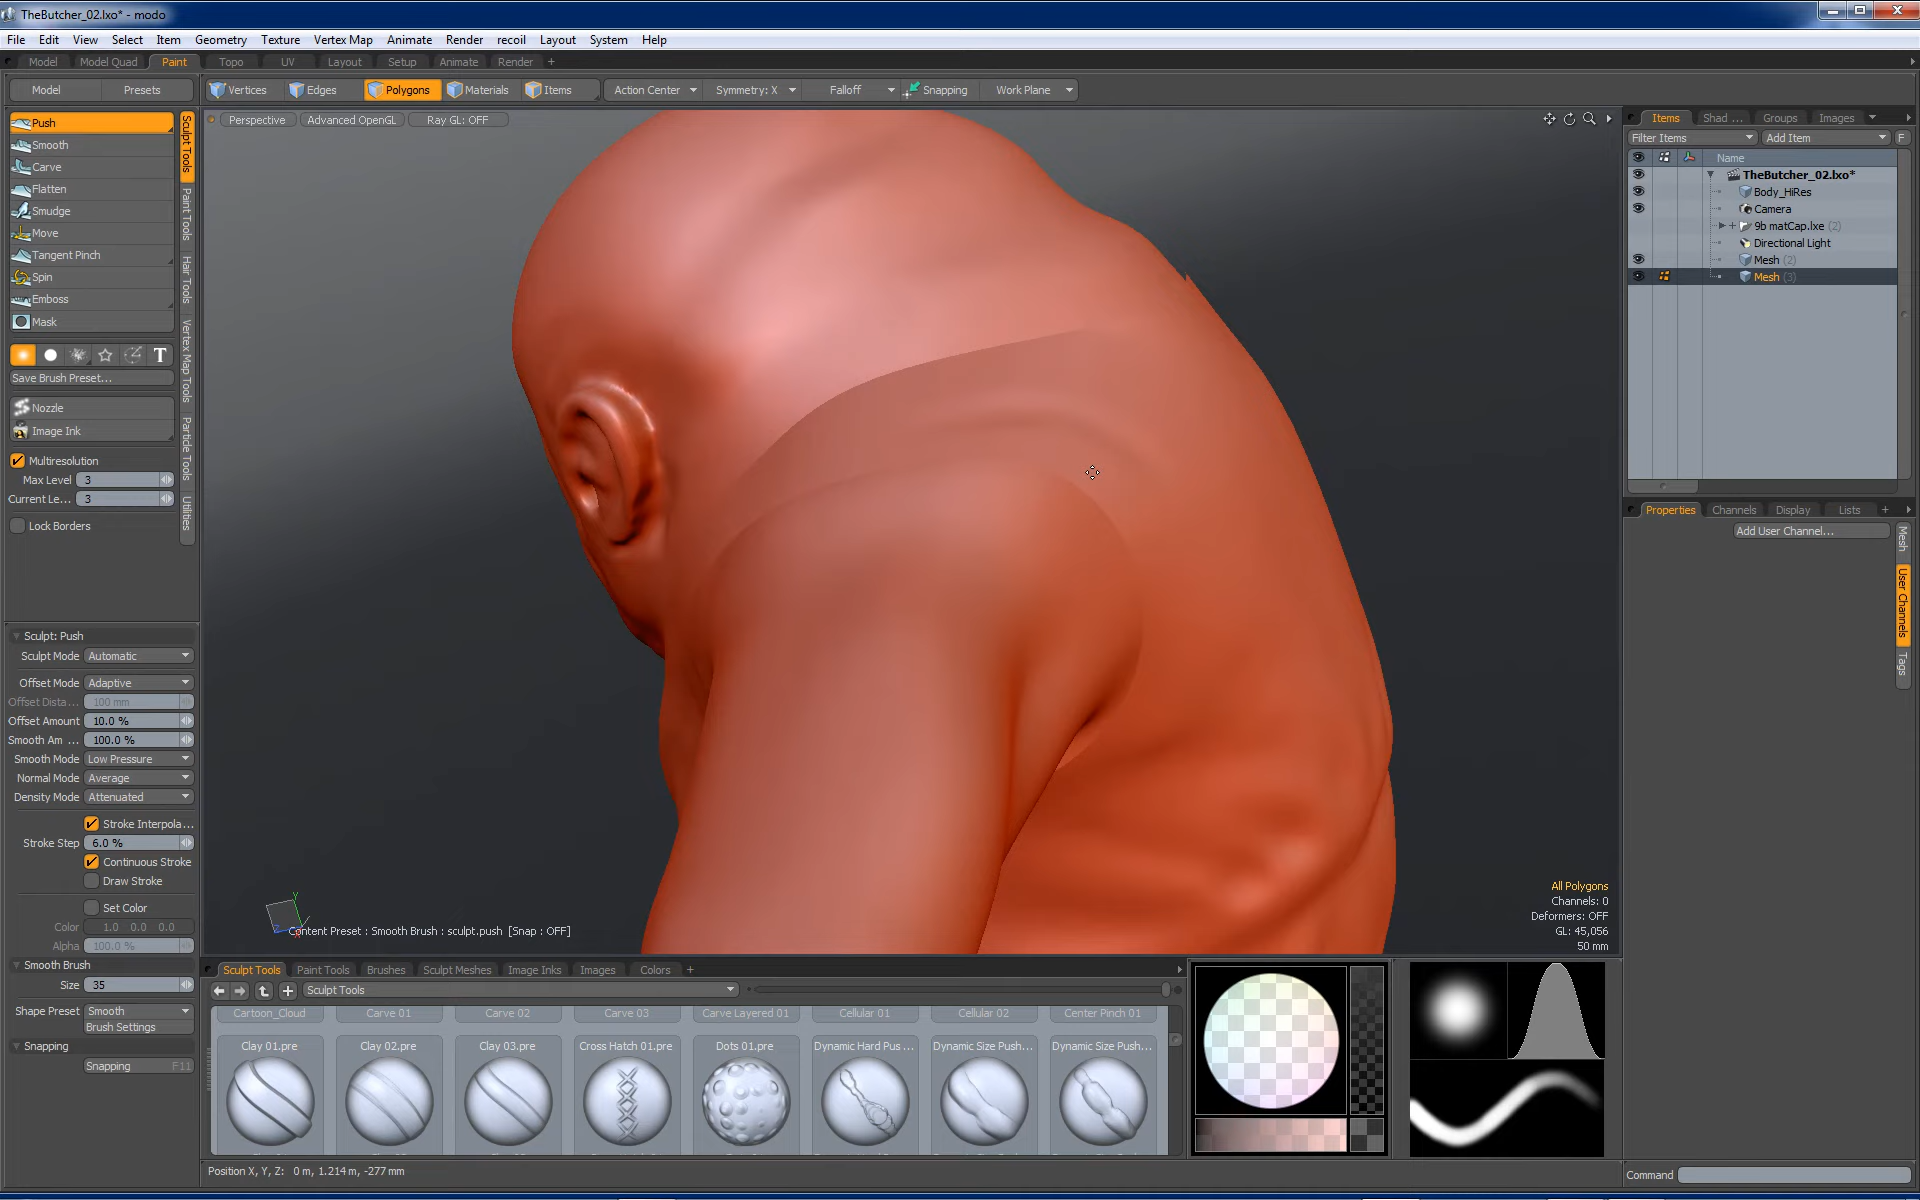 TheButcher_02.lxo* - modo
File Edit View Select Item Geometry Texture Vertex Map Animate Render recoil Layout System Help
Model Model Quad Paint Topo UV Layout Setup Animate Render +
Model Presets Vertices Edges Polygons Materials Items Action Center Symmetry: X Falloff Snapping Work Plane
Perspective Advanced OpenGL Ray GL: OFF
Push
Smooth
Carve
Flatten
Smudge
Move
Tangent Pinch
Spin
Emboss
Mask
T
Save Brush Preset...
Nozzle
Image Ink
Multiresolution
Max Level 3
Current Le... 3
Lock Borders
Sculpt Tools
Paint Tools
Hair Tools
Vertex Map Tools
Particle Tools
Utilities
Sculpt: Push
Sculpt Mode Automatic
Offset Mode Adaptive
Offset Dista... 100 mm
Offset Amount 10.0 %
Smooth Am ... 100.0 %
Smooth Mode Low Pressure
Normal Mode Average
Density Mode Attenuated
Stroke Interpola...
Stroke Step 6.0 %
Continuous Stroke
Draw Stroke
Set Color
Color 1.0 0.0 0.0
Alpha 100.0 %
Smooth Brush
Size 35
Shape Preset Smooth
Brush Settings
Snapping
Snapping F11
Y
Content Preset : Smooth Brush : sculpt.push [Snap : OFF]
All Polygons
Channels: 0
Deformers: OFF
GL: 45,056
50 mm
Sculpt Tools Paint Tools Brushes Sculpt Meshes Image Inks Images Colors +
Sculpt Tools
Cartoon_Cloud Carve 01 Carve 02 Carve 03 Carve Layered 01 Cellular 01 Cellular 02 Center Pinch 01
Clay 01.pre Clay 02.pre Clay 03.pre Cross Hatch 01.pre Dots 01.pre Dynamic Hard Pus ... Dynamic Size Push... Dynamic Size Push...
Position X, Y, Z: 0 m, 1.214 m, -277 mm
Items Shad ... Groups Images
Filter Items Add Item F
Name
TheButcher_02.lxo*
Body_HiRes
Camera
9b matCap.lxe (2)
Directional Light
Mesh (2)
Mesh (3)
Properties Channels Display Lists +
Add User Channel...
Mesh
User Channels
Tags
Command